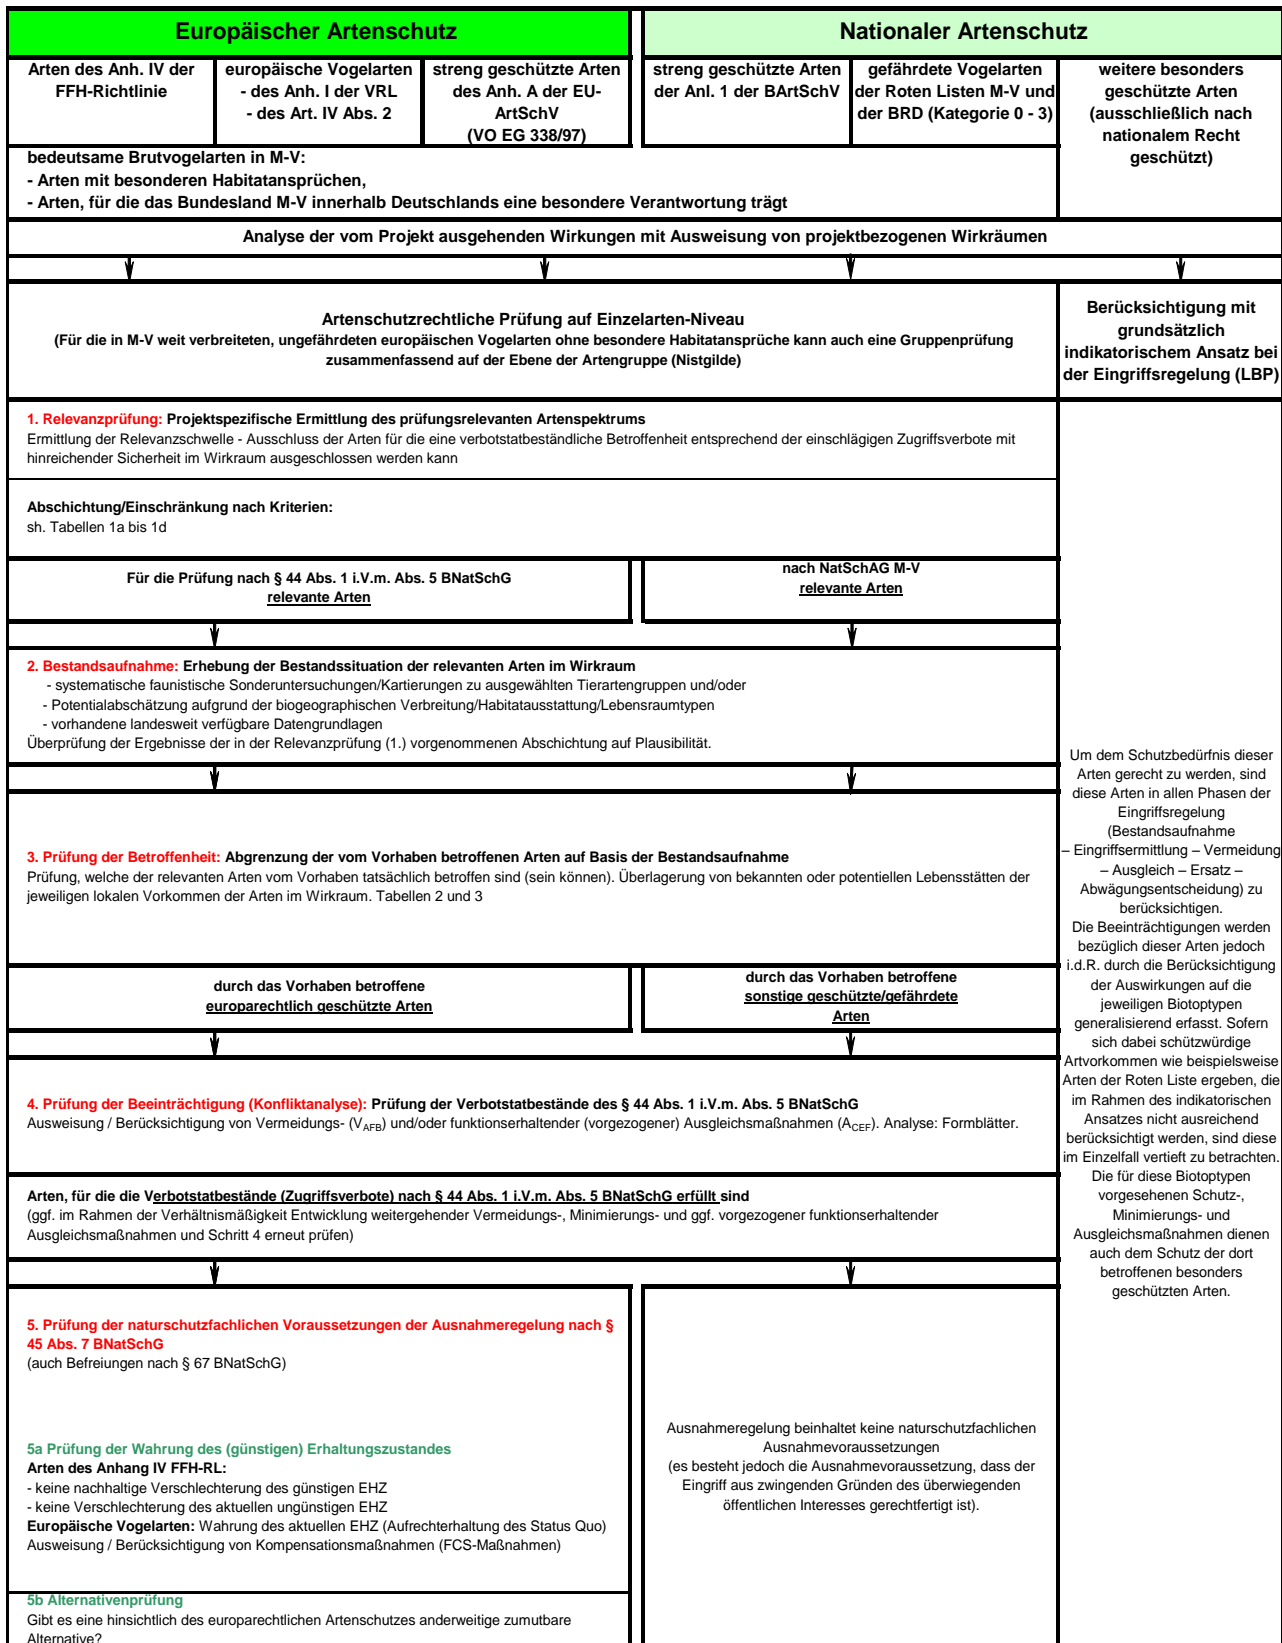 Europäischer Artenschutz
Nationaler Artenschutz
Arten des Anh. IV der
FFH-Richtlinie
europäische Vogelarten
- des Anh. I der VRL
- des Art. IV Abs. 2
streng geschützte Arten
des Anh. A der EU-
ArtSchV
(VO EG 338/97)
streng geschützte Arten
der Anl. 1 der BArtSchV
gefährdete Vogelarten
der Roten Listen M-V und
der BRD (Kategorie 0 - 3)
weitere besonders
geschützte Arten
(ausschließlich nach
nationalem Recht
geschützt)
bedeutsame Brutvogelarten in M-V:
- Arten mit besonderen Habitatansprüchen,
- Arten, für die das Bundesland M-V innerhalb Deutschlands eine besondere Verantwortung trägt
Analyse der vom Projekt ausgehenden Wirkungen mit Ausweisung von projektbezogenen Wirkräumen
Artenschutzrechtliche Prüfung auf Einzelarten-Niveau
(Für die in M-V weit verbreiteten, ungefährdeten europäischen Vogelarten ohne besondere Habitatansprüche kann auch eine Gruppenprüfung
zusammenfassend auf der Ebene der Artengruppe (Nistgilde)
Berücksichtigung mit
grundsätzlich
indikatorischem Ansatz bei
der Eingriffsregelung (LBP)
1. Relevanzprüfung: Projektspezifische Ermittlung des prüfungsrelevanten Artenspektrums
Ermittlung der Relevanzschwelle - Ausschluss der Arten für die eine verbotstatbeständliche Betroffenheit entsprechend der einschlägigen Zugriffsverbote mit
hinreichender Sicherheit im Wirkraum ausgeschlossen werden kann
Abschichtung/Einschränkung nach Kriterien:
sh. Tabellen 1a bis 1d
Für die Prüfung nach § 44 Abs. 1 i.V.m. Abs. 5 BNatSchG
relevante Arten
nach NatSchAG M-V
relevante Arten
2. Bestandsaufnahme: Erhebung der Bestandssituation der relevanten Arten im Wirkraum
- systematische faunistische Sonderuntersuchungen/Kartierungen zu ausgewählten Tierartengruppen und/oder
- Potentialabschätzung aufgrund der biogeographischen Verbreitung/Habitatausstattung/Lebensraumtypen
- vorhandene landesweit verfügbare Datengrundlagen
Überprüfung der Ergebnisse der in der Relevanzprüfung (1.) vorgenommenen Abschichtung auf Plausibilität.
3. Prüfung der Betroffenheit: Abgrenzung der vom Vorhaben betroffenen Arten auf Basis der Bestandsaufnahme
Prüfung, welche der relevanten Arten vom Vorhaben tatsächlich betroffen sind (sein können). Überlagerung von bekannten oder potentiellen Lebensstätten der
jeweiligen lokalen Vorkommen der Arten im Wirkraum. Tabellen 2 und 3
durch das Vorhaben betroffene
europarechtlich geschützte Arten
durch das Vorhaben betroffene
sonstige geschützte/gefährdete
Arten
4. Prüfung der Beeinträchtigung (Konfliktanalyse): Prüfung der Verbotstatbestände des § 44 Abs. 1 i.V.m. Abs. 5 BNatSchG
Ausweisung / Berücksichtigung von Vermeidungs- (VAFB) und/oder funktionserhaltender (vorgezogener) Ausgleichsmaßnahmen (ACEF). Analyse: Formblätter.
Arten, für die die Verbotstatbestände (Zugriffsverbote) nach § 44 Abs. 1 i.V.m. Abs. 5 BNatSchG erfüllt sind
(ggf. im Rahmen der Verhältnismäßigkeit Entwicklung weitergehender Vermeidungs-, Minimierungs- und ggf. vorgezogener funktionserhaltender
Ausgleichsmaßnahmen und Schritt 4 erneut prüfen)
5. Prüfung der naturschutzfachlichen Voraussetzungen der Ausnahmeregelung nach §
45 Abs. 7 BNatSchG
(auch Befreiungen nach § 67 BNatSchG)
5a Prüfung der Wahrung des (günstigen) Erhaltungszustandes
Arten des Anhang IV FFH-RL:
- keine nachhaltige Verschlechterung des günstigen EHZ
- keine Verschlechterung des aktuellen ungünstigen EHZ
Europäische Vogelarten: Wahrung des aktuellen EHZ (Aufrechterhaltung des Status Quo)
Ausweisung / Berücksichtigung von Kompensationsmaßnahmen (FCS-Maßnahmen)
5b Alternativenprüfung
Gibt es eine hinsichtlich des europarechtlichen Artenschutzes anderweitige zumutbare
Alternative?
Ausnahmeregelung beinhaltet keine naturschutzfachlichen
Ausnahmevoraussetzungen
(es besteht jedoch die Ausnahmevoraussetzung, dass der
Eingriff aus zwingenden Gründen des überwiegenden
öffentlichen Interesses gerechtfertigt ist).
Um dem Schutzbedürfnis dieser
Arten gerecht zu werden, sind
diese Arten in allen Phasen der
Eingriffsregelung
(Bestandsaufnahme
– Eingriffsermittlung – Vermeidung
– Ausgleich – Ersatz –
Abwägungsentscheidung) zu
berücksichtigen.
Die Beeinträchtigungen werden
bezüglich dieser Arten jedoch
i.d.R. durch die Berücksichtigung
der Auswirkungen auf die
jeweiligen Biotoptypen
generalisierend erfasst. Sofern
sich dabei schützwürdige
Artvorkommen wie beispielsweise
Arten der Roten Liste ergeben, die
im Rahmen des indikatorischen
Ansatzes nicht ausreichend
berücksichtigt werden, sind diese
im Einzelfall vertieft zu betrachten.
Die für diese Biotoptypen
vorgesehenen Schutz-,
Minimierungs- und
Ausgleichsmaßnahmen dienen
auch dem Schutz der dort
betroffenen besonders
geschützten Arten.